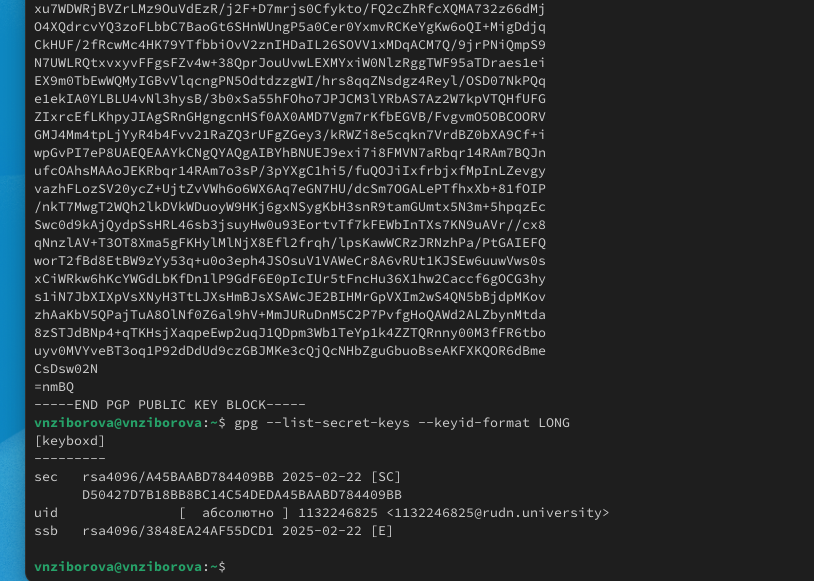 xu7WDWRjBVZrLMz9OuVdEzR/j2F+D7mrjs0Cfykto/FQ2cZhRfcXQMA732z66dMj
O4XQdrcvYQ3zoFLbbC7BaoGt6SHnWUngP5a0Cer0YxmvRCKeYgKw6oQI+MigDdjq
CkHUF/2fRcwMc4HK79YTfbbiOvV2znIHDaIL26SOVV1xMDqACM7Q/9jrPNiQmpS9
N7UWLRQtxvxyvFFgsFZv4w+38QprJouUvwLEXMYxiW0NlzRggTWF95aTDraes1ei
EX9m0TbEwWQMyIGBvVlqcngPN5OdtdzzgWI/hrs8qqZNsdgz4Reyl/OSD07NkPQq
e1ekIA0YLBLU4vNl3hysB/3b0xSa55hFOho7JPJCM3lYRbAS7Az2W7kpVTQHfUFG
ZIxrcEfLKhpyJIAgSRnGHgngcnHSf0AX0AMD7Vgm7rKfbEGVB/FvgvmO5OBCOORV
GMJ4Mm4tpLjYyR4b4Fvv21RaZQ3rUFgZGey3/kRWZi8e5cqkn7VrdBZ0bXA9Cf+i
wpGvPI7eP8UAEQEAAYkCNgQYAQgAIBYhBNUEJ9exi7i8FMVN7aRbqr14RAm7BQJn
ufcOAhsMAAoJEKRbqr14RAm7o3sP/3pYXgC1hi5/fuQOJiIxfrbjxfMpInLZevgy
vazhFLozSV20ycZ+UjtZvVWh6o6WX6Aq7eGN7HU/dcSm7OGALePTfhxXb+81fOIP
/nkT7MwgT2WQh2lkDVkWDuoyW9HKj6gxNSygKbH3snR9tamGUmtx5N3m+5hpqzEc
Swc0d9kAjQydpSsHRL46sb3jsuyHw0u93EortvTf7kFEWbInTXs7KN9uAVr//cx8
qNnzlAV+T3OT8Xma5gFKHylMlNjX8Efl2frqh/lpsKawWCRzJRNzhPa/PtGAIEFQ
worT2fBd8EtBW9zYy53q+u0o3eph4JSOsuV1VAWeCr8A6vRUt1KJSEw6uuwVws0s
xCiWRkw6hKcYWGdLbKfDn1lP9GdF6E0pIcIUr5tFncHu36X1hw2Caccf6gOCG3hy
s1iN7JbXIXpVsXNyH3TtLJXsHmBJsXSAWcJE2BIHMrGpVXIm2wS4QN5bBjdpMKov
zhAaKbV5QPajTuA8OlNf0Z6al9hV+MmJURuDnM5C2P7PvfgHoQAWd2ALZbynMtda
8zSTJdBNp4+qTKHsjXaqpeEwp2uqJ1QDpm3Wb1TeYp1k4ZZTQRnny00M3fFR6tbo
uyv0MVYveBT3oq1P92dDdUd9czGBJMKe3cQjQcNHbZguGbuoBseAKFXKQOR6dBme
CsDsw02N
=nmBQ
-----END PGP PUBLIC KEY BLOCK-----
vnziborova@vnziborova:~$ gpg --list-secret-keys --keyid-format LONG
[keyboxd]
---------
sec   rsa4096/A45BAABD784409BB 2025-02-22 [SC]
      D50427D7B18BB8BC14C54DEDA45BAABD784409BB
uid               [  абсолютно ] 1132246825 <1132246825@rudn.university>
ssb   rsa4096/3848EA24AF55DCD1 2025-02-22 [E]
vnziborova@vnziborova:~$